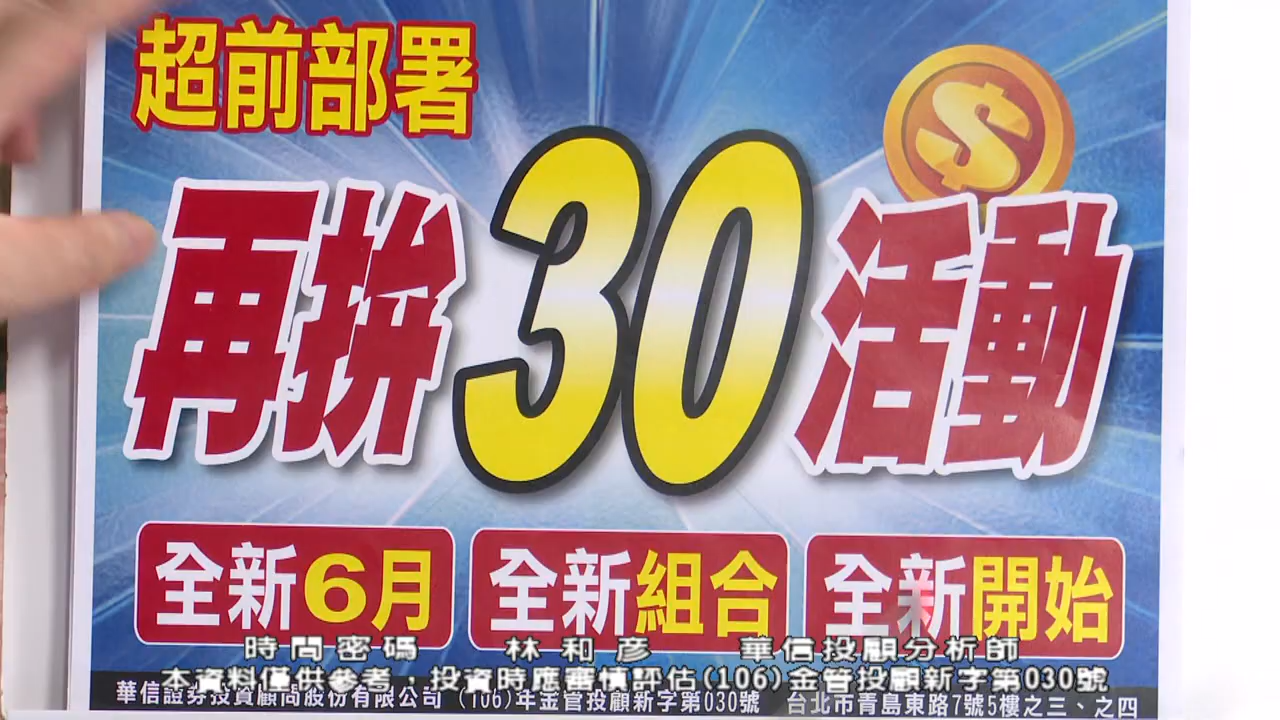 超前部署
$
再拚30活動
全新6月 全新組合 全新開始
時間密碼 林和彥 華信投顧分析師
本資料僅供參考，投資時應審慎評估(106)金管投顧新字第030號
華信證券投資顧問股份有限公司 (106)年金管投顧新字第030號 台北市青島東路7號5樓之三、之四